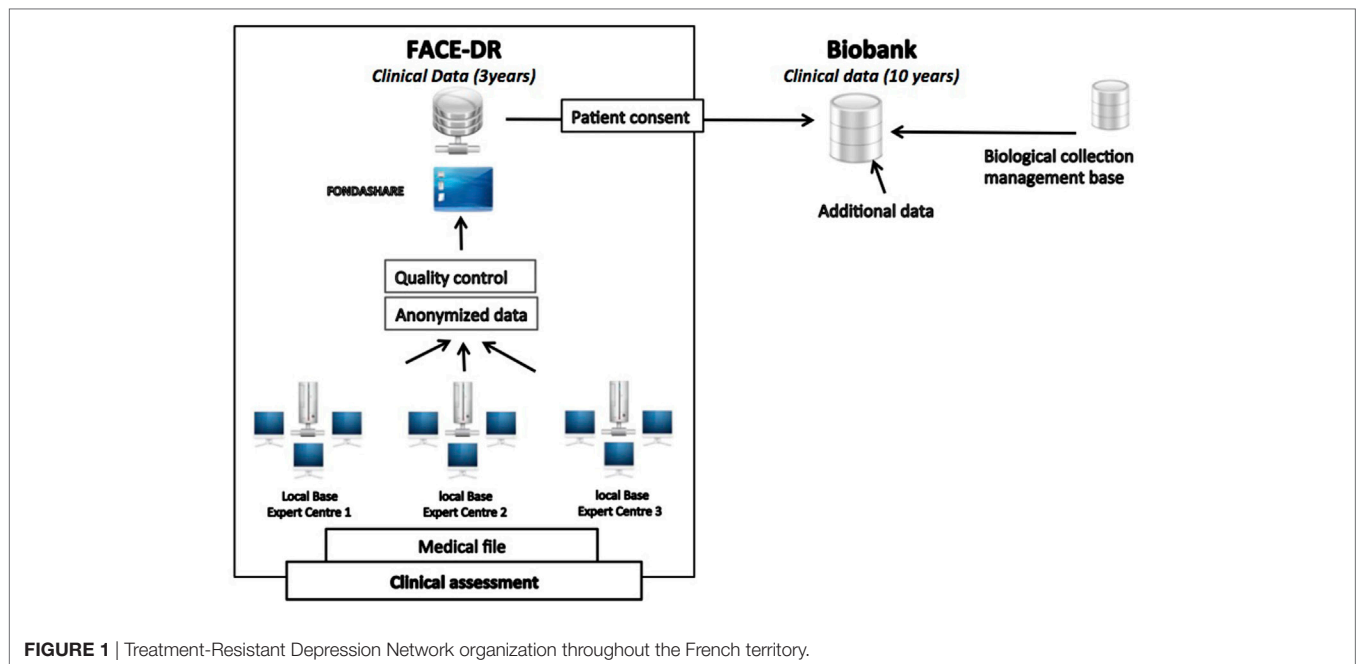 FACE-DR
Clinical Data (3years)
Biobank
Clinical data (10 years)
Patient consent
Biological collection
management base
FONDASHARE
Additional data
Quality control
Anonymized data
Local Base
Expert Centre 1
local Base
Expert Centre 2
local Base
Expert Centre 3
Medical file
Clinical assessment
FIGURE 1 | Treatment-Resistant Depression Network organization throughout the French territory.